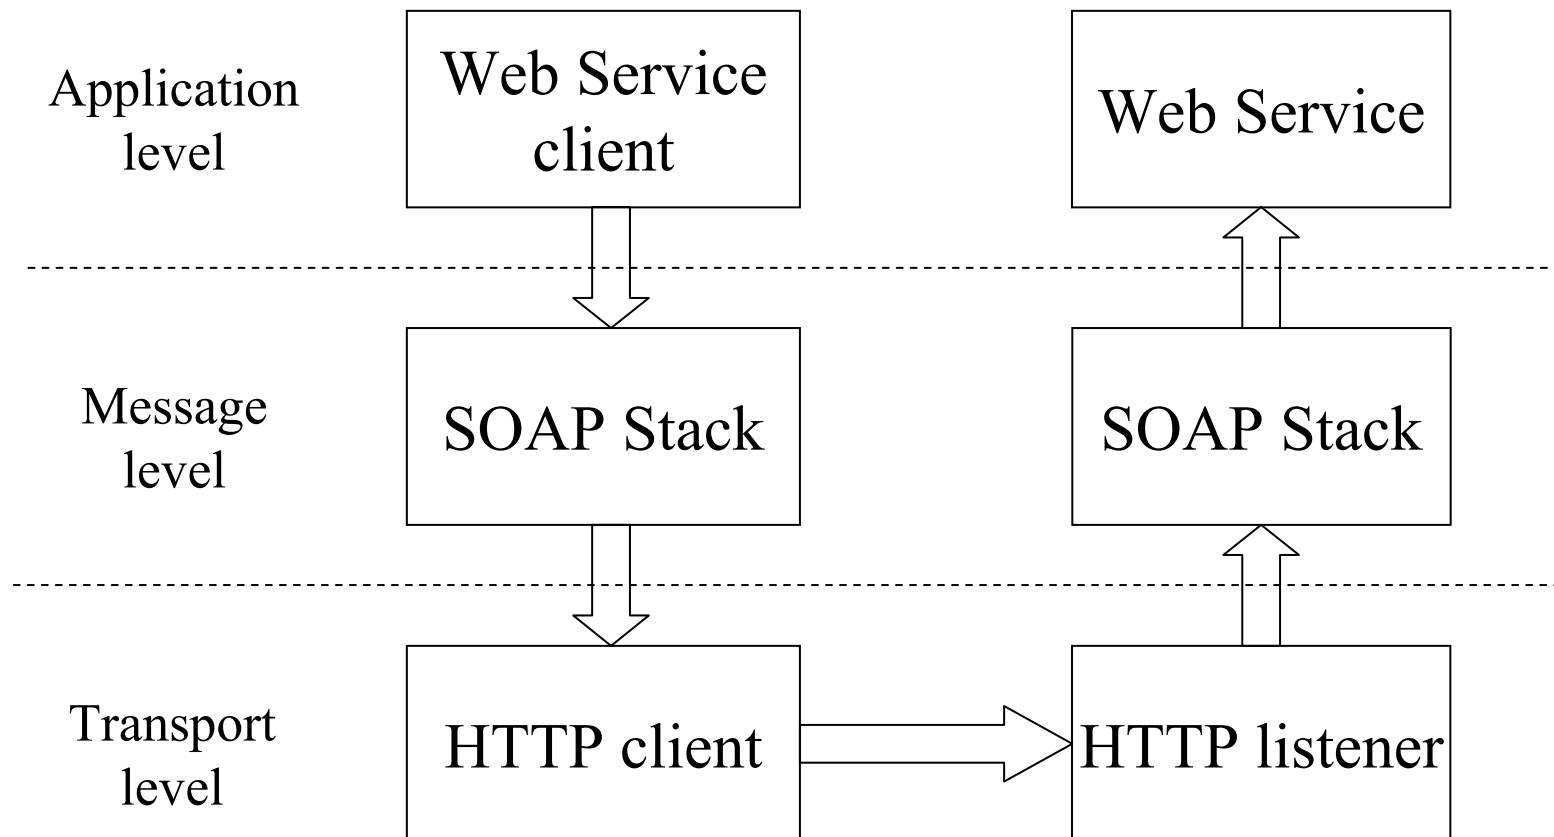 Application
level
Web Service
client
Web Service
Message
level
SOAP Stack
SOAP Stack
Transport
level
HTTP client
HTTP listener